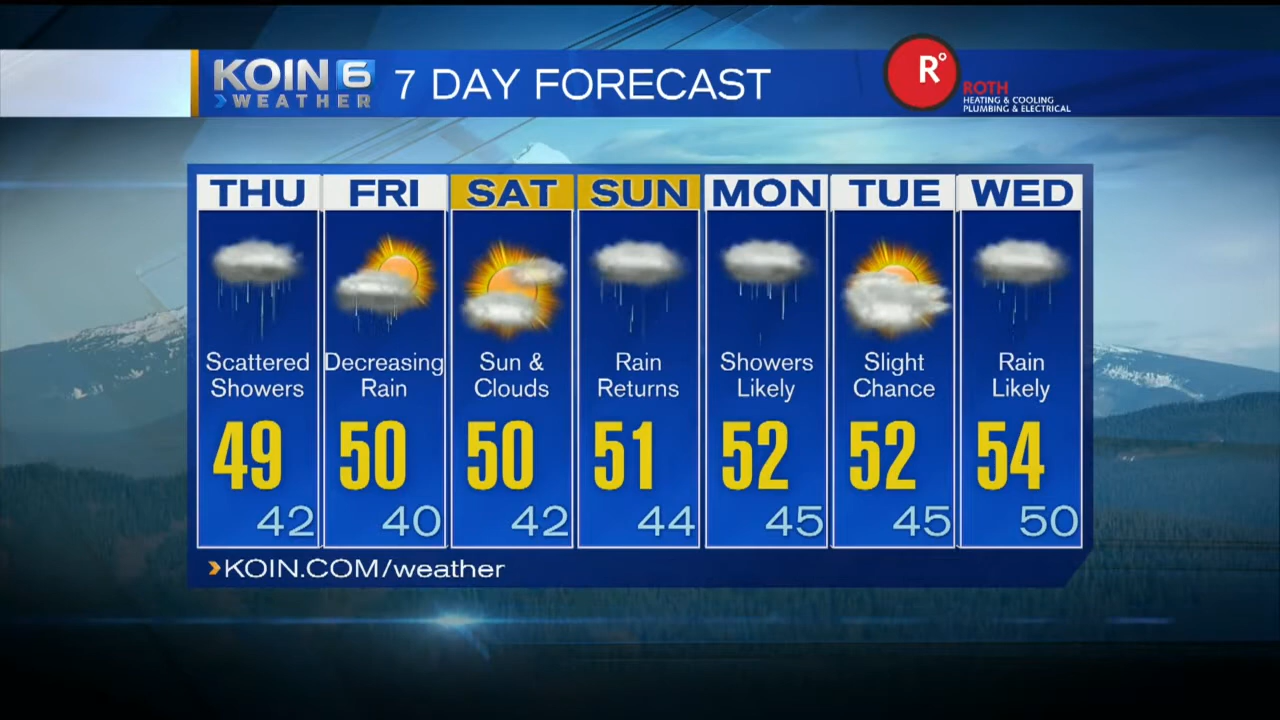 KOIN 6
WEATHER
7 DAY FORECAST
R°
ROTH
HEATING & COOLING
PLUMBING & ELECTRICAL
THU
Scattered
Showers
49
42
FRI
Decreasing
Rain
50
40
SAT
Sun &
Clouds
50
42
SUN
Rain
Returns
51
44
MON
Showers
Likely
52
45
TUE
Slight
Chance
52
45
WED
Rain
Likely
54
50
KOIN.COM/weather